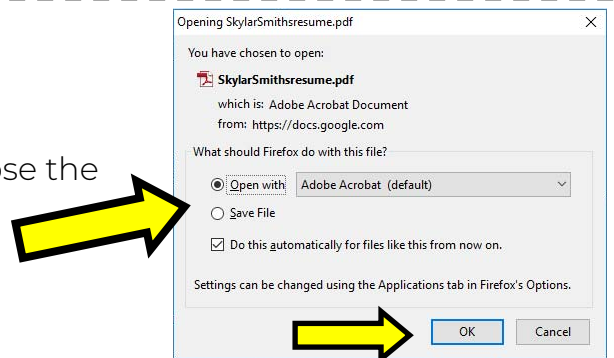 Opening SkylarSmithsresume.pdf
You have chosen to open:
SkylarSmithsresume.pdf
which is: Adobe Acrobat Document
from: https://docs.google.com
What should Firefox do with this file?
ose the
Open with Adobe Acrobat (default)
Save File
Do this automatically for files like this from now on.
Settings can be changed using the Applications tab in Firefox's Options.
OK Cancel